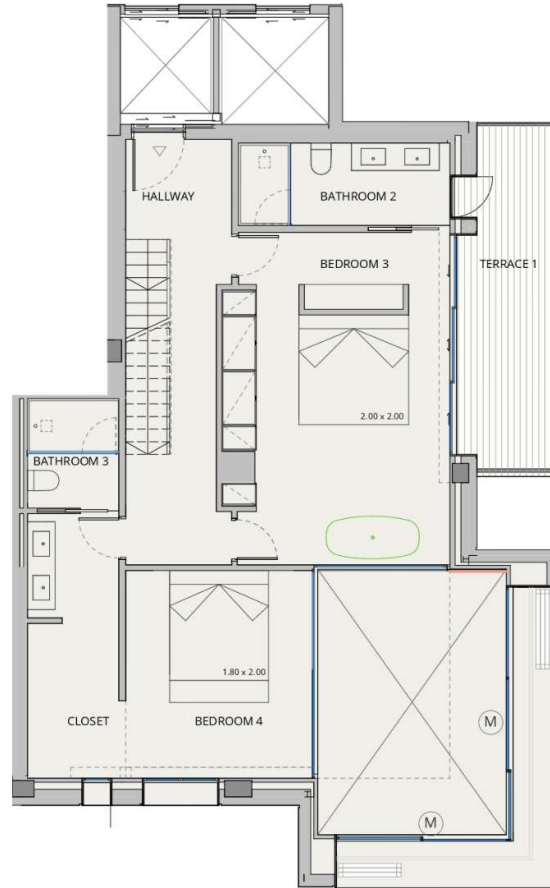 HALLWAY
BATHROOM 2
BEDROOM 3
TERRACE 1
2.00 x 2.00
BATHROOM 3
1.80 x 2.00
CLOSET
BEDROOM 4
M
M